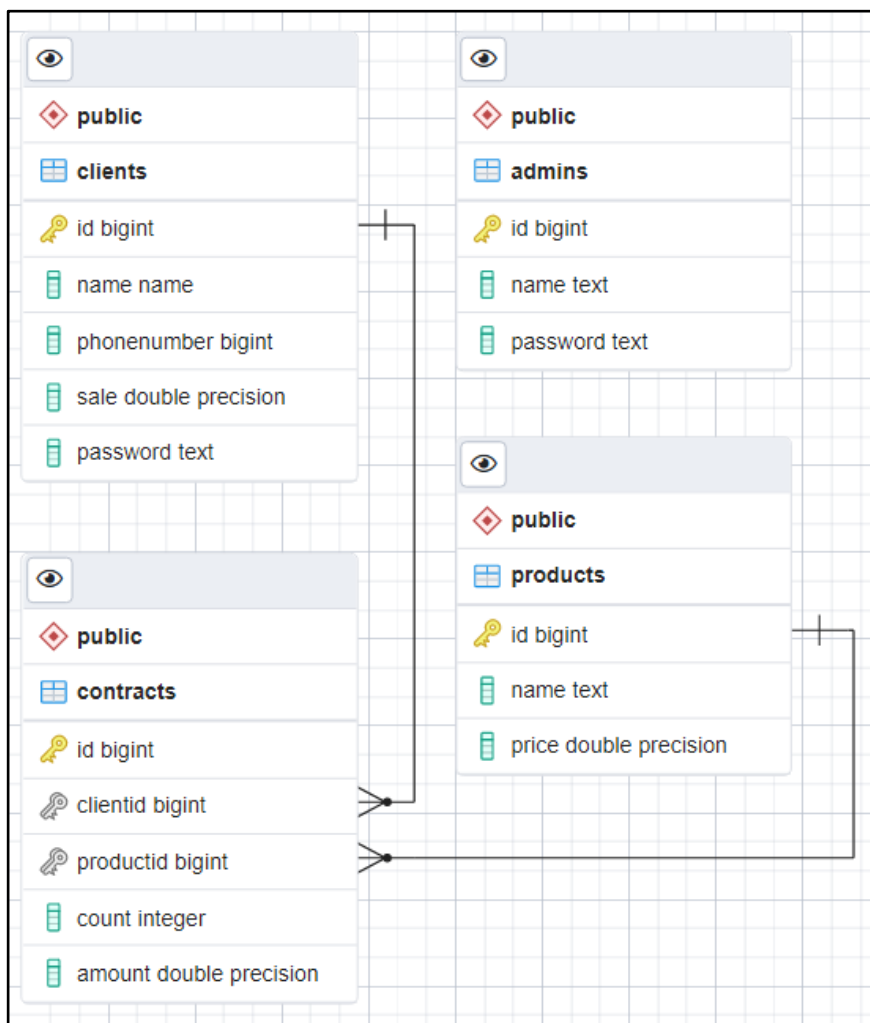 public
clients
id bigint
name name
phonenumber bigint
sale double precision
password text
public
admins
id bigint
name text
password text
public
contracts
id bigint
clientid bigint
productid bigint
count integer
amount double precision
public
products
id bigint
name text
price double precision